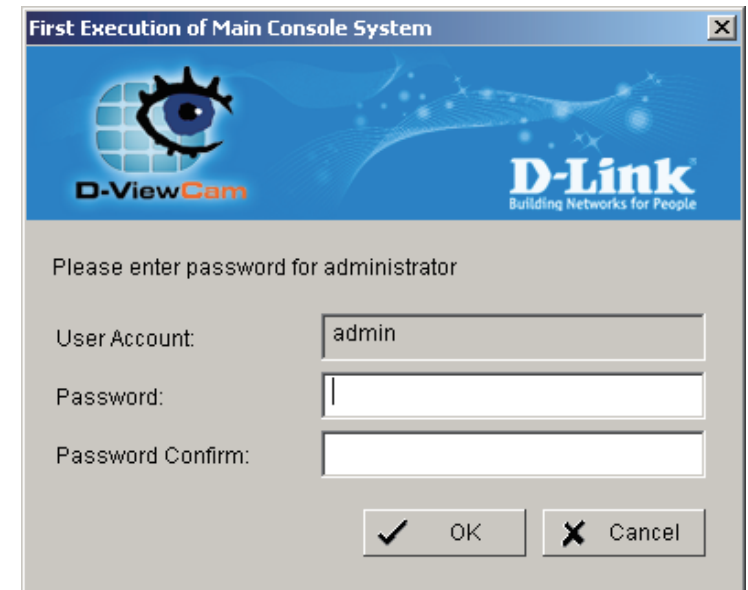 First Execution of Main Console System
D-ViewCam
D-Link
Building Networks for People
Please enter password for administrator
User Account:
admin
Password:
Password Confirm:
OK
Cancel